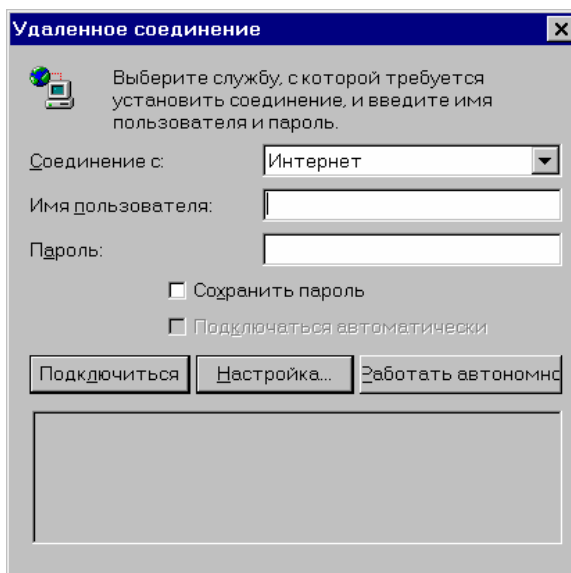 Удаленное соединение
Выберите службу, с которой требуется
установить соединение, и введите имя
пользователя и пароль.
Соединение с:
Интернет
Имя пользователя:
Пароль:
Сохранить пароль
Подключаться автоматически
Подключиться
Настройка...
Работать автономно